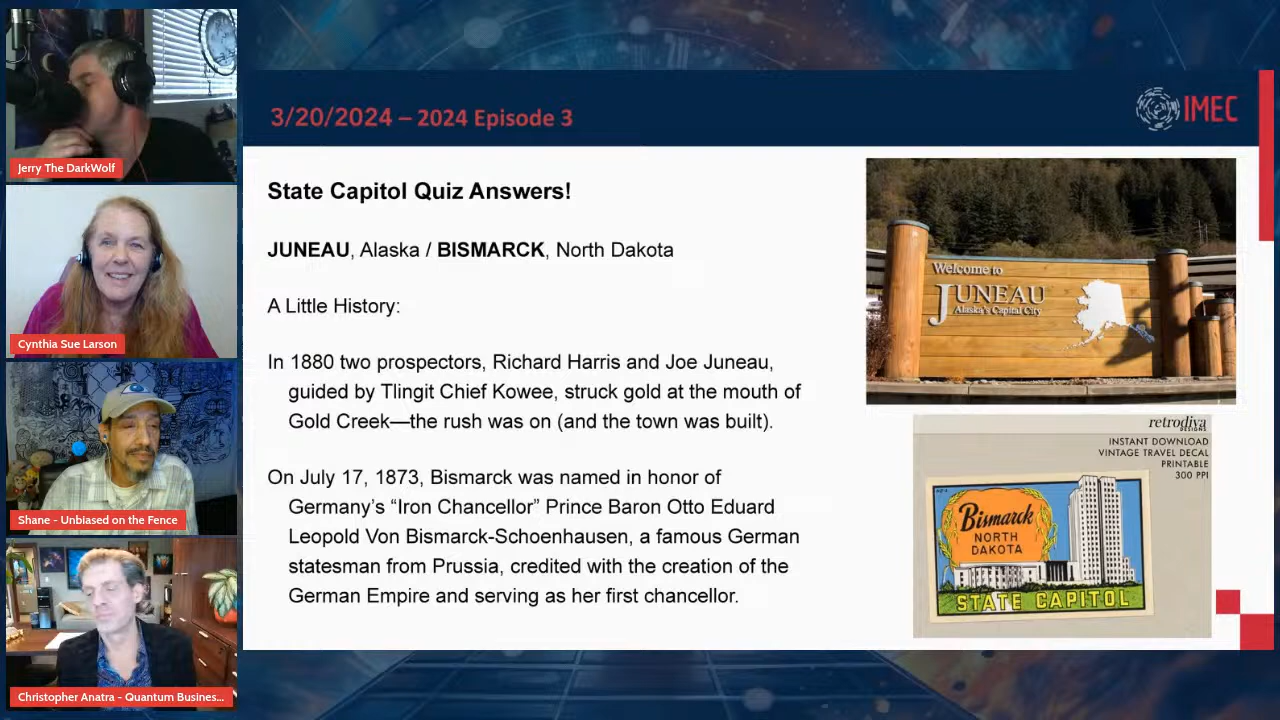 Jerry The DarkWolf
Cynthia Sue Larson
Shane - Unbiased on the Fence
Christopher Anatra - Quantum Busines...
3/20/2024 – 2024 Episode 3
IMEC
State Capitol Quiz Answers!
JUNEAU, Alaska / BISMARCK, North Dakota
A Little History:
In 1880 two prospectors, Richard Harris and Joe Juneau,
guided by Tlingit Chief Kowee, struck gold at the mouth of
Gold Creek—the rush was on (and the town was built).
On July 17, 1873, Bismarck was named in honor of
Germany's “Iron Chancellor” Prince Baron Otto Eduard
Leopold Von Bismarck-Schoenhausen, a famous German
statesman from Prussia, credited with the creation of the
German Empire and serving as her first chancellor.
Welcome to
JUNEAU
Alaska's Capital City
retrodiva
DESIGNS
INSTANT DOWNLOAD
VINTAGE TRAVEL DECAL
PRINTABLE
300 PPI
Bismarck
NORTH
DAKOTA
STATE CAPITOL